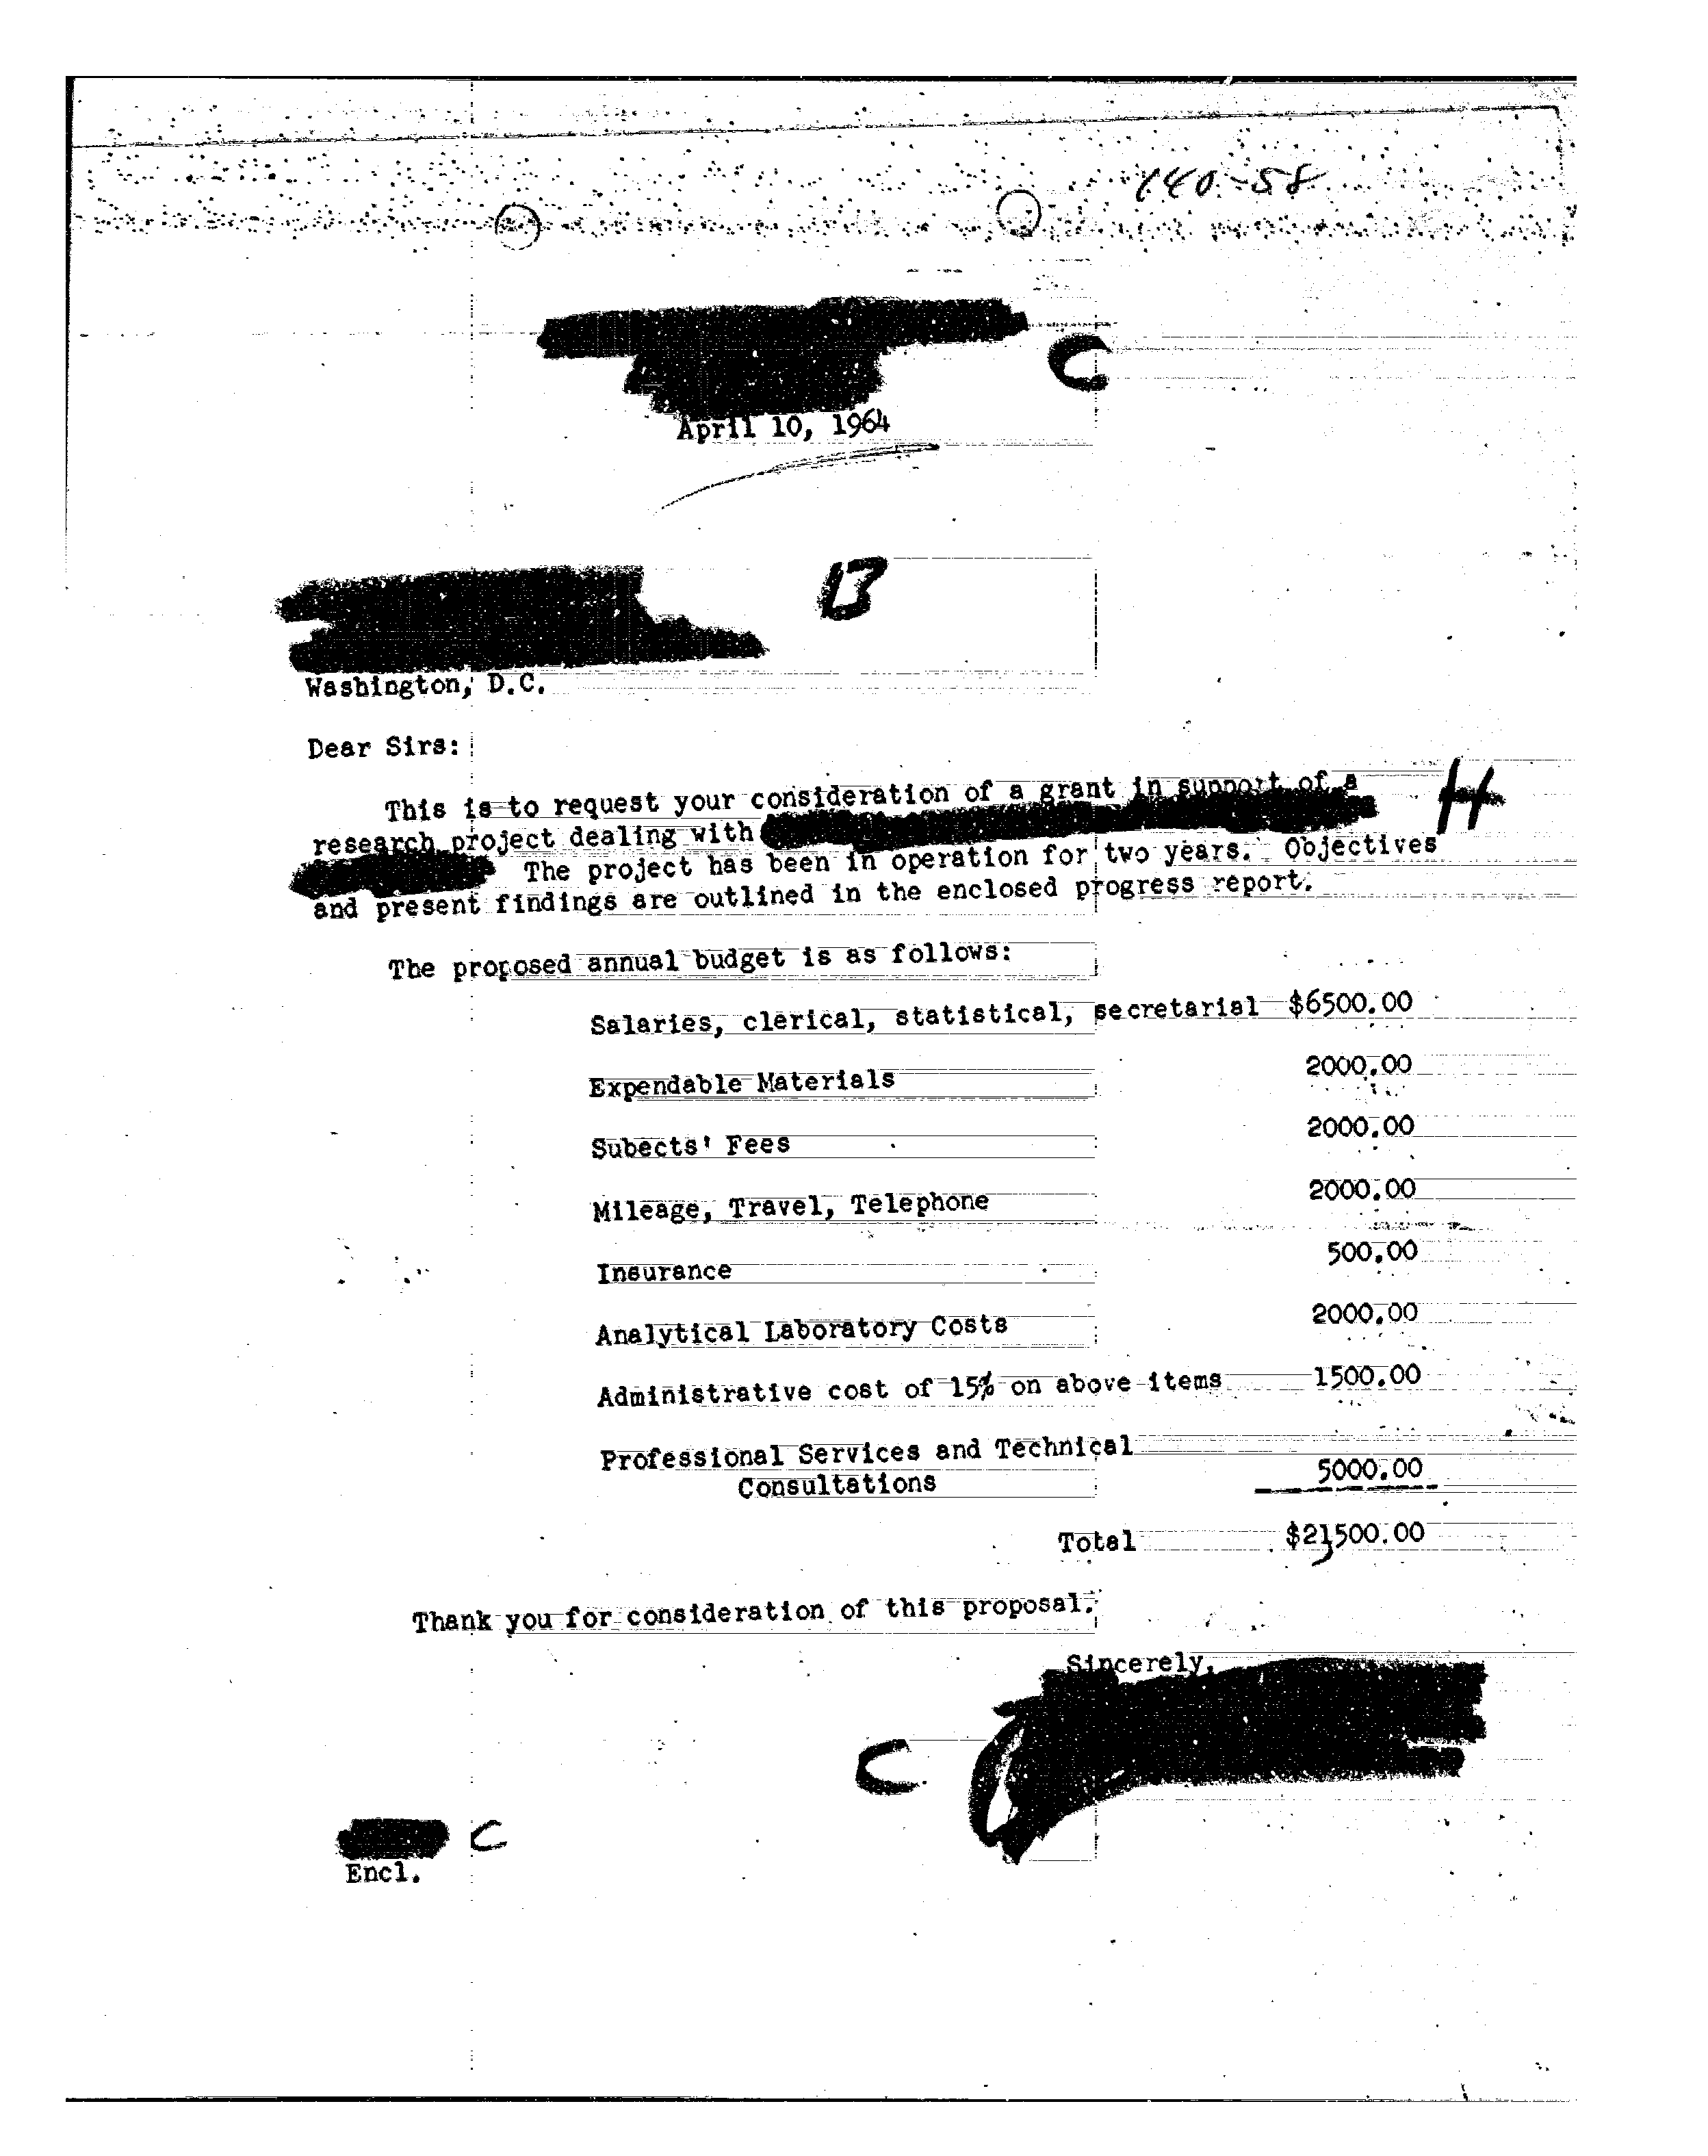 140-58
C
April 10, 1964
B
Washington, D.C.
Dear Sirs:
This is to request your consideration of a grant in support of a
H
research project dealing with
The project has been in operation for two years. Objectives
and present findings are outlined in the enclosed progress report.
The proposed annual budget is as follows:
Salaries, clerical, statistical, secretarial $6500.00
Expendable Materials 2000.00
Subects' Fees 2000.00
Mileage, Travel, Telephone 2000.00
Insurance 500.00
Analytical Laboratory Costs 2000.00
Administrative cost of 15% on above items 1500.00
Professional Services and Technical
Consultations 5000.00
Total $21,500.00
Thank you for consideration of this proposal.
Sincerely,
C
C
Encl.